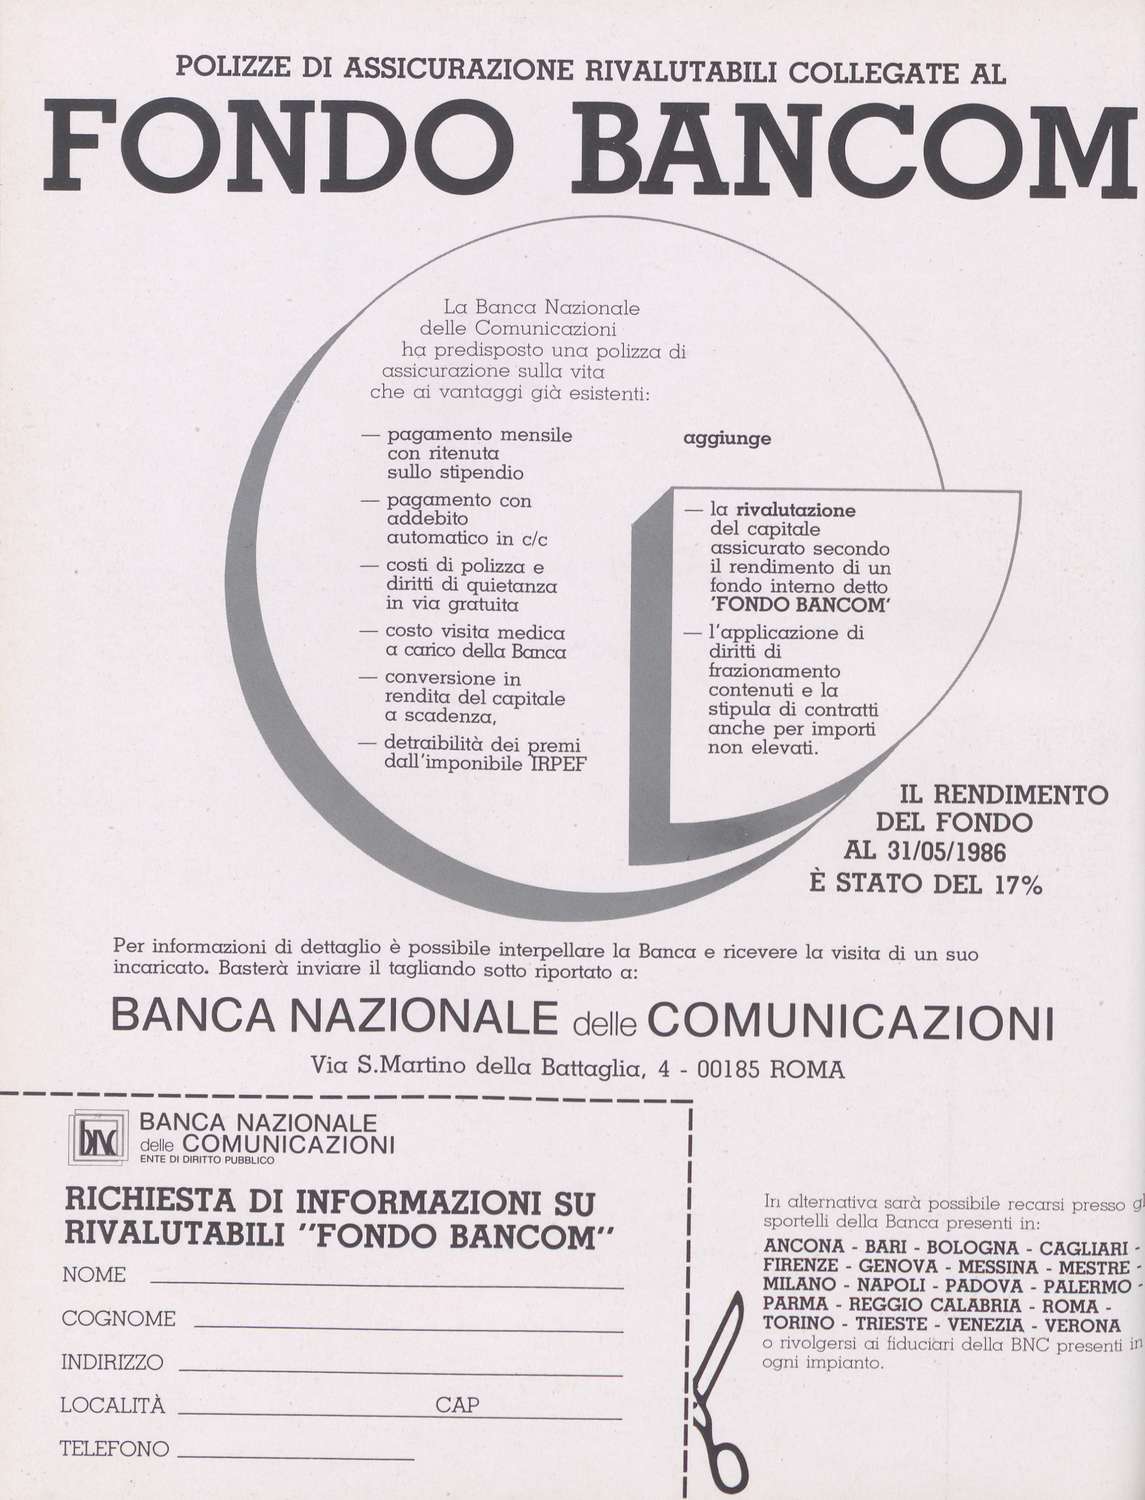 POLIZZE DI ASSICURAZIONE RIVALUTABILI COLLEGATE AL
FONDO BANCOM
La Banca Nazionale
delle Comunicazioni
ha predisposto una polizza di
assicurazione sulla vita
che ai vantaggi già esistenti:
— pagamento mensile
con ritenuta
sullo stipendio
— pagamento con
addebito
automatico in c/c
— costi di polizza e
diritti di quietanza
in via gratuita
— costo visita medica
a carico della Banca
— conversione in
rendita del capitale
a scadenza,
— detraibilità dei premi
dall'imponibile IRPEF
aggiunge
— la rivalutazione
del capitale
assicurato secondo
il rendimento di un
fondo interno detto
'FONDO BANCOM'
— l'applicazione di
diritti di
frazionamento
contenuti e la
stipula di contratti
anche per importi
non elevati.
IL RENDIMENTO
DEL FONDO
AL 31/05/1986
È STATO DEL 17%
Per informazioni di dettaglio è possibile interpellare la Banca e ricevere la visita di un suo
incaricato. Basterà inviare il tagliando sotto riportato a:
BANCA NAZIONALE delle COMUNICAZIONI
Via S.Martino della Battaglia, 4 - 00185 ROMA
bnc
BANCA NAZIONALE
delle COMUNICAZIONI
ENTE DI DIRITTO PUBBLICO
RICHIESTA DI INFORMAZIONI SU
RIVALUTABILI "FONDO BANCOM"
NOME
COGNOME
INDIRIZZO
LOCALITÀ CAP
TELEFONO
In alternativa sarà possibile recarsi presso gl
sportelli della Banca presenti in:
ANCONA - BARI - BOLOGNA - CAGLIARI -
FIRENZE - GENOVA - MESSINA - MESTRE -
MILANO - NAPOLI - PADOVA - PALERMO -
PARMA - REGGIO CALABRIA - ROMA -
TORINO - TRIESTE - VENEZIA - VERONA
o rivolgersi ai fiduciari della BNC presenti in
ogni impianto.